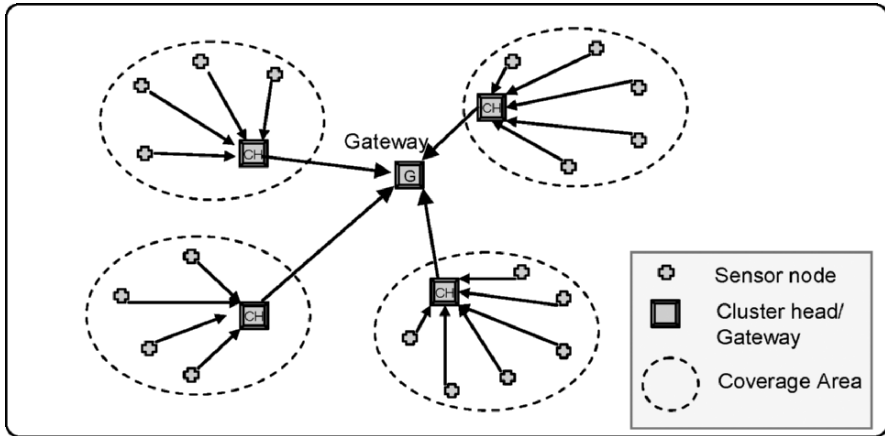 CH
CH
Gateway
G
CH
CH
Sensor node
Cluster head/
Gateway
Coverage Area